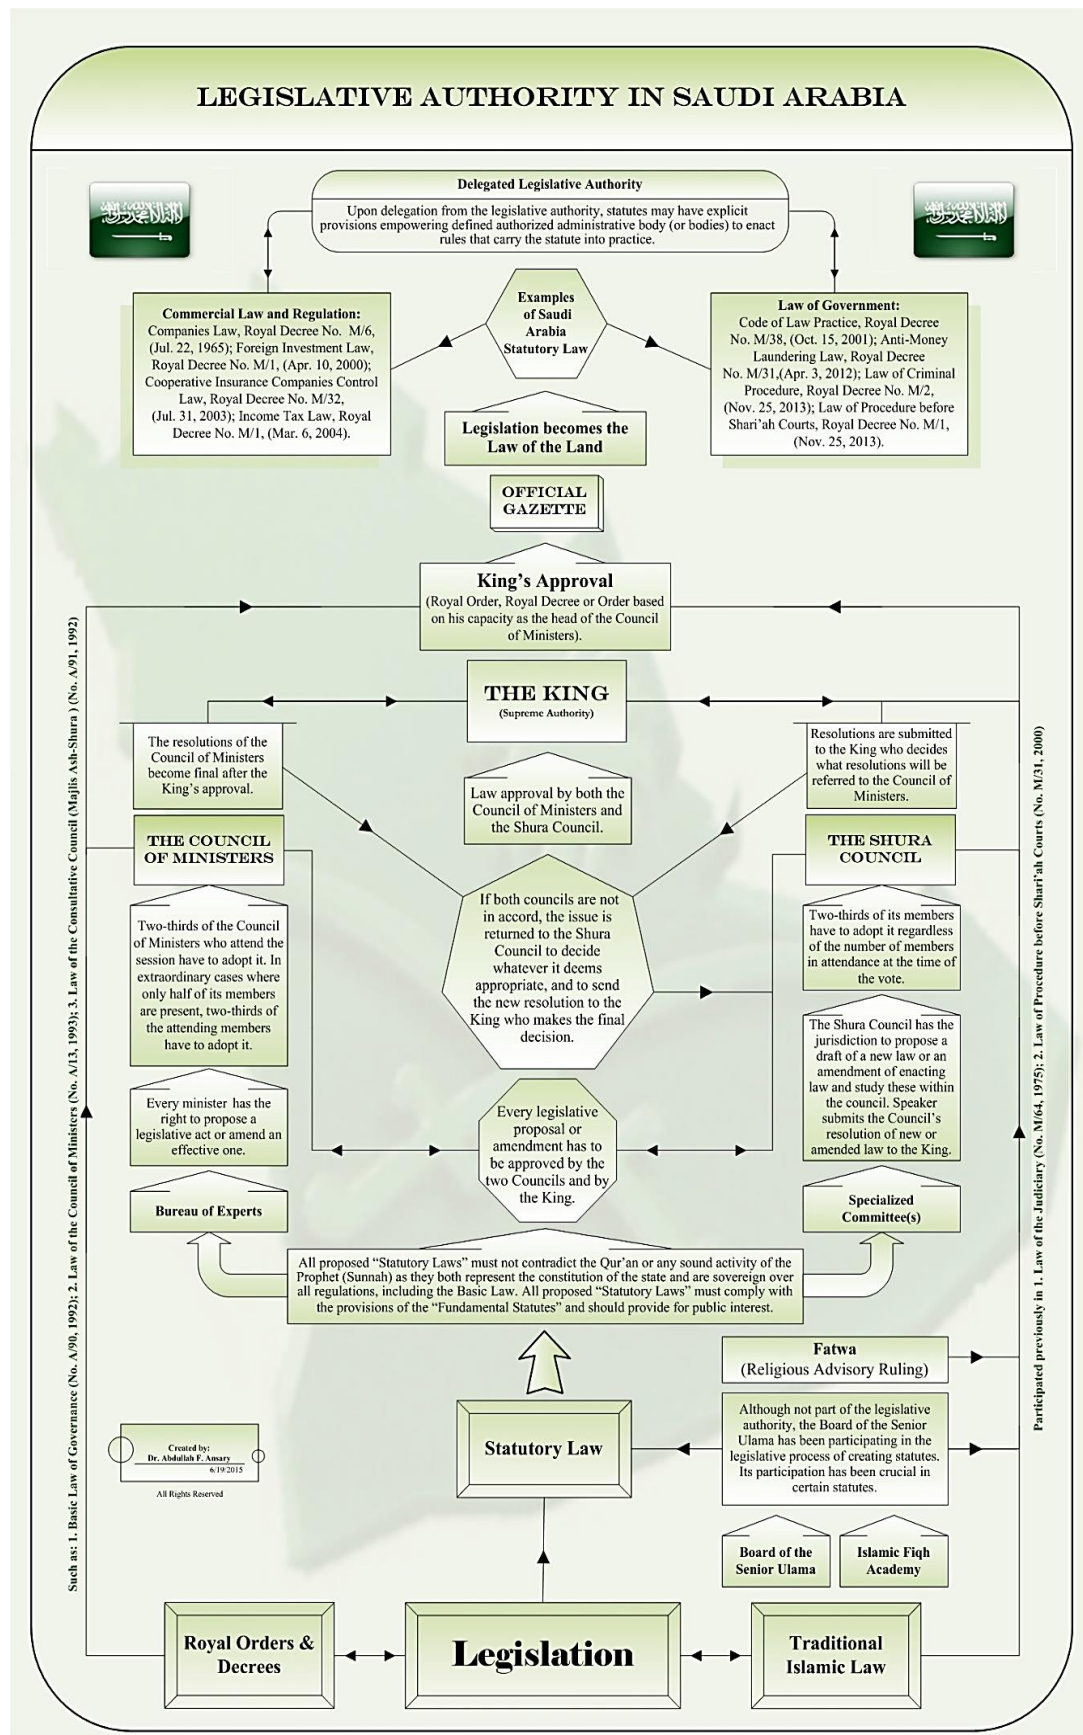 LEGISLATIVE AUTHORITY IN SAUDI ARABIA
Delegated Legislative Authority
Upon delegation from the legislative authority, statutes may have explicit
provisions empowering defined authorized administrative body (or bodies) to enact
rules that carry the statute into practice.
Commercial Law and Regulation:
Companies Law, Royal Decree No. M/6,
(Jul. 22, 1965); Foreign Investment Law,
Royal Decree No. M/1, (Apr. 10, 2000);
Cooperative Insurance Companies Control
Law, Royal Decree No. M/32,
(Jul. 31, 2003); Income Tax Law, Royal
Decree No. M/1, (Mar. 6, 2004).
Examples
of Saudi
Arabia
Statutory Law
Law of Government:
Code of Law Practice, Royal Decree
No. M/38, (Oct. 15, 2001); Anti-Money
Laundering Law, Royal Decree
No. M/31,(Apr. 3, 2012); Law of Criminal
Procedure, Royal Decree No. M/2,
(Nov. 25, 2013); Law of Procedure before
Shari’ah Courts, Royal Decree No. M/1,
(Nov. 25, 2013).
Legislation becomes the
Law of the Land
OFFICIAL
GAZETTE
King’s Approval
(Royal Order, Royal Decree or Order based
on his capacity as the head of the Council
of Ministers).
THE KING
(Supreme Authority)
The resolutions of the
Council of Ministers
become final after the
King’s approval.
Law approval by both the
Council of Ministers and
the Shura Council.
Resolutions are submitted
to the King who decides
what resolutions will be
referred to the Council of
Ministers.
THE COUNCIL
OF MINISTERS
THE SHURA
COUNCIL
If both councils are not
in accord, the issue is
returned to the Shura
Council to decide
whatever it deems
appropriate, and to send
the new resolution to the
King who makes the final
decision.
Two-thirds of the Council
of Ministers who attend the
session have to adopt it. In
extraordinary cases where
only half of its members
are present, two-thirds of
the attending members
have to adopt it.
Two-thirds of its members
have to adopt it regardless
of the number of members
in attendance at the time of
the vote.
The Shura Council has the
jurisdiction to propose a
draft of a new law or an
amendment of enacting
law and study these within
the council. Speaker
submits the Council’s
resolution of new or
amended law to the King.
Every minister has the
right to propose a
legislative act or amend an
effective one.
Every legislative
proposal or
amendment has to
be approved by the
two Councils and by
the King.
Bureau of Experts
Specialized
Committee(s)
All proposed “Statutory Laws” must not contradict the Qur’an or any sound activity of the
Prophet (Sunnah) as they both represent the constitution of the state and are sovereign over
all regulations, including the Basic Law. All proposed “Statutory Laws” must comply with
the provisions of the “Fundamental Statutes” and should provide for public interest.
Fatwa
(Religious Advisory Ruling)
Statutory Law
Although not part of the legislative
authority, the Board of the Senior
Ulama has been participating in the
legislative process of creating statutes.
Its participation has been crucial in
certain statutes.
Created by:
Dr. Abdullah F. Ansary
6/19/2015
All Rights Reserved
Board of the
Senior Ulama
Islamic Fiqh
Academy
Royal Orders &
Decrees
Legislation
Traditional
Islamic Law
Such as: 1. Basic Law of Governance (No. A/90, 1992); 2. Law of the Council of Ministers (No. A/13, 1993); 3. Law of the Consultative Council (Majlis Ash-Shura ) (No. A/91, 1992)
Participated previously in 1. Law of the Judiciary (No. M/64, 1975); 2. Law of Procedure before Shari’ah Courts (No. M/31, 2000)